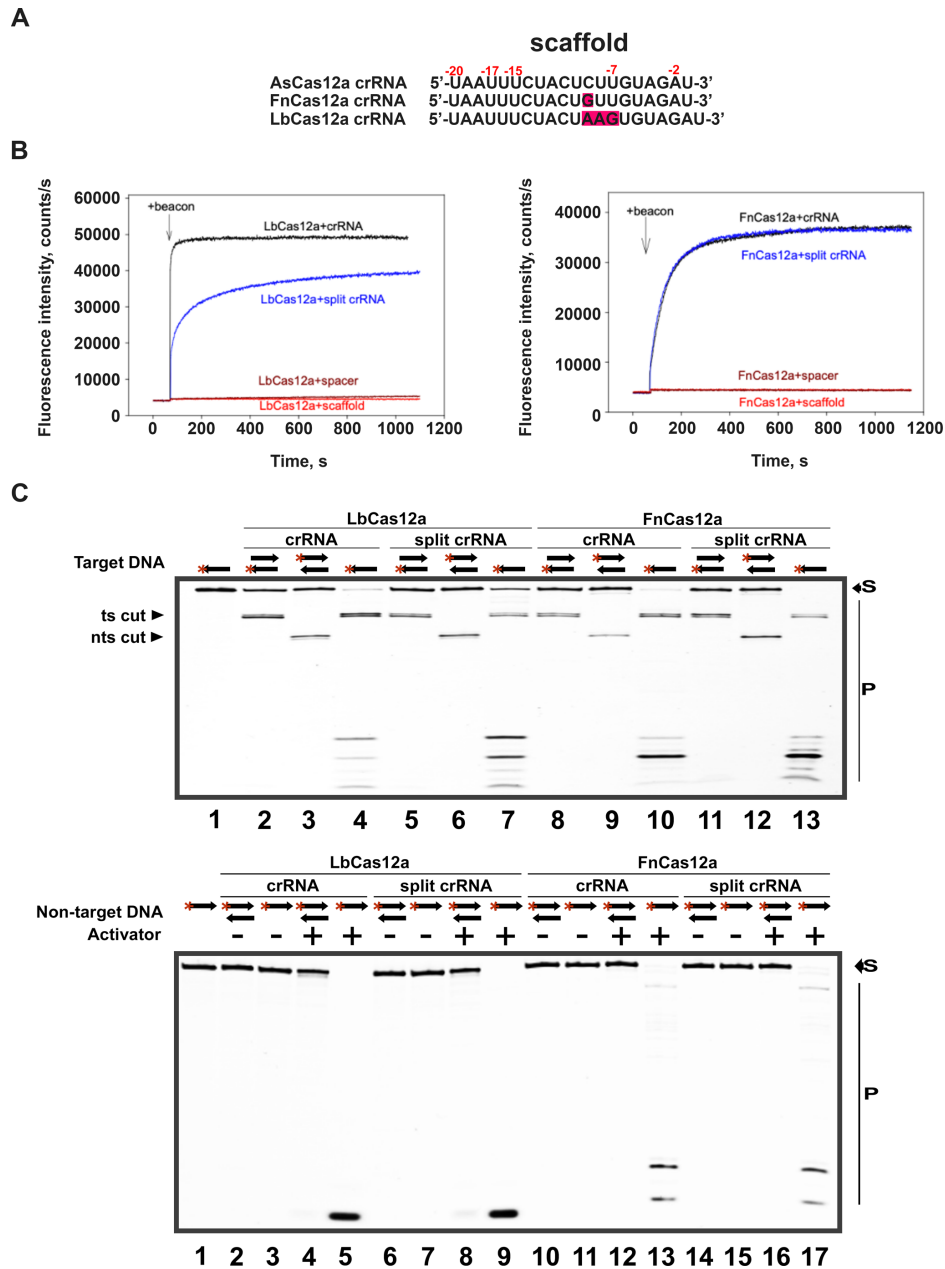 A
scaffold
-20 -17 -15 -7 -2
AsCas12a crRNA 5'-UAAUUUCUACUCUUGUAGAU-3'
FnCas12a crRNA 5'-UAAUUUCUACUGUUGUAGAU-3'
LbCas12a crRNA 5'-UAAUUUCUACUAAGUGUAGAU-3'
B
Fluorescence intensity, counts/s
60000
50000
40000
30000
20000
10000
0
+beacon
LbCas12a+crRNA
LbCas12a+split crRNA
LbCas12a+spacer
LbCas12a+scaffold
0 200 400 600 800 1000 1200
Time, s
Fluorescence intensity, counts/s
40000
30000
20000
10000
0
+beacon
FnCas12a+crRNA
FnCas12a+split crRNA
FnCas12a+spacer
FnCas12a+scaffold
0 200 400 600 800 1000 1200
Time, s
C
LbCas12a FnCas12a
crRNA split crRNA crRNA split crRNA
Target DNA
S
ts cut
nts cut
P
1 2 3 4 5 6 7 8 9 10 11 12 13
LbCas12a FnCas12a
crRNA split crRNA crRNA split crRNA
Non-target DNA
Activator - - + + - - + + - - + + - - + +
S
P
1 2 3 4 5 6 7 8 9 10 11 12 13 14 15 16 17